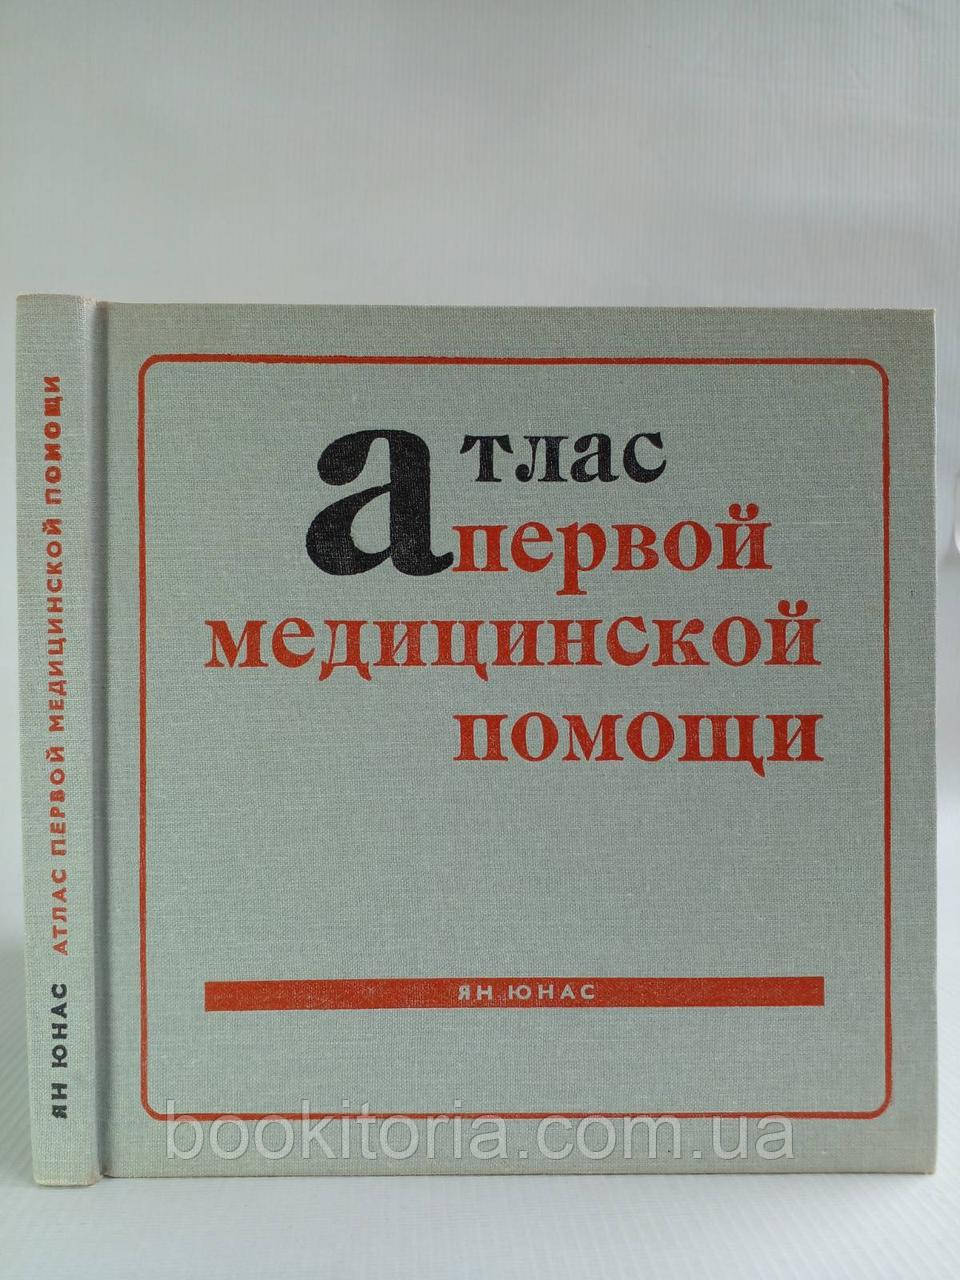 атлас
первой
медицинской
помощи
ЯН ЮНАС
ЯН ЮНАС АТЛАС ПЕРВОЙ МЕДИЦИНСКОЙ ПОМОЩИ
bookitoria.com.ua